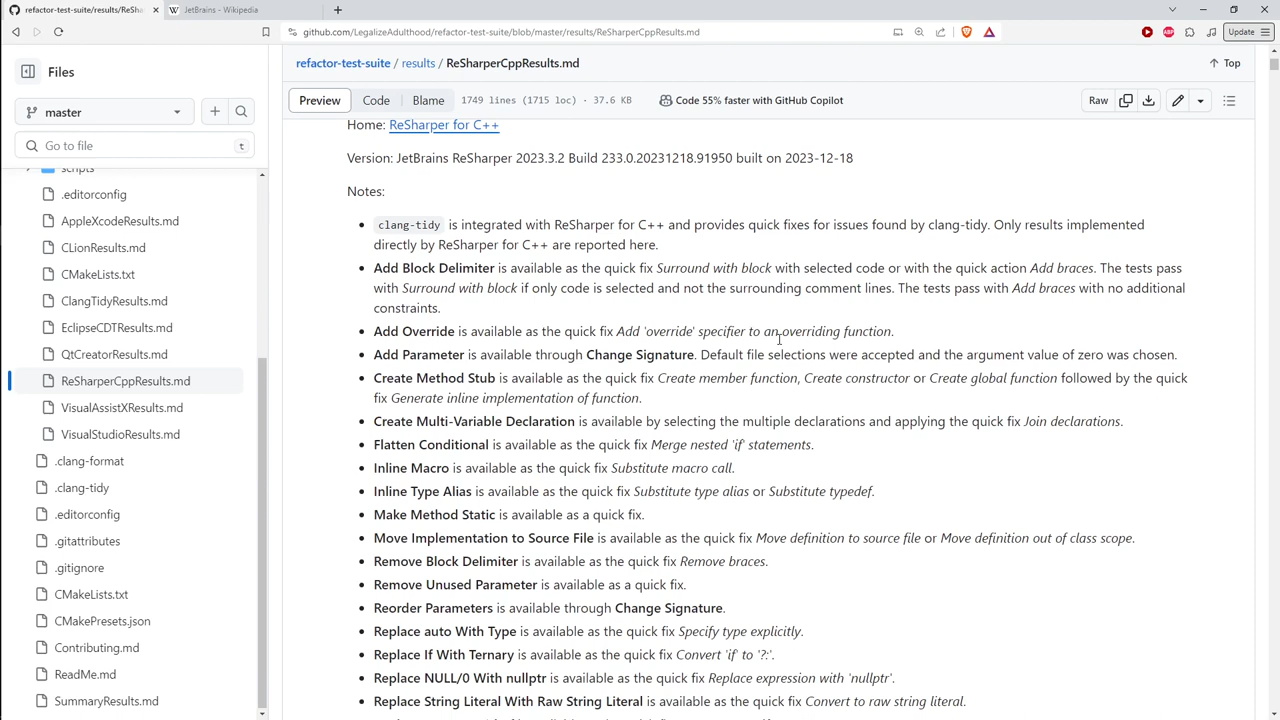 refactor-test-suite/results/ReSha
JetBrains - Wikipedia
github.com/LegalizeAdulthood/refactor-test-suite/blob/master/results/ReSharperCppResults.md
Update
Files
master
Go to file
t
scripts
.editorconfig
AppleXcodeResults.md
CLionResults.md
CMakeLists.txt
ClangTidyResults.md
EclipseCDTResults.md
QtCreatorResults.md
ReSharperCppResults.md
VisualAssistXResults.md
VisualStudioResults.md
.clang-format
.clang-tidy
.editorconfig
.gitattributes
.gitignore
CMakeLists.txt
CMakePresets.json
Contributing.md
ReadMe.md
SummaryResults.md
refactor-test-suite / results / ReSharperCppResults.md
Top
Preview
Code
Blame
1749 lines (1715 loc) · 37.6 KB
Code 55% faster with GitHub Copilot
Raw
Home: ReSharper for C++
Version: JetBrains ReSharper 2023.3.2 Build 233.0.20231218.91950 built on 2023-12-18
Notes:
• clang-tidy is integrated with ReSharper for C++ and provides quick fixes for issues found by clang-tidy. Only results implemented
directly by ReSharper for C++ are reported here.
• Add Block Delimiter is available as the quick fix Surround with block with selected code or with the quick action Add braces. The tests pass
with Surround with block if only code is selected and not the surrounding comment lines. The tests pass with Add braces with no additional
constraints.
• Add Override is available as the quick fix Add 'override' specifier to an overriding function.
• Add Parameter is available through Change Signature. Default file selections were accepted and the argument value of zero was chosen.
• Create Method Stub is available as the quick fix Create member function, Create constructor or Create global function followed by the quick
fix Generate inline implementation of function.
• Create Multi-Variable Declaration is available by selecting the multiple declarations and applying the quick fix Join declarations.
• Flatten Conditional is available as the quick fix Merge nested 'if' statements.
• Inline Macro is available as the quick fix Substitute macro call.
• Inline Type Alias is available as the quick fix Substitute type alias or Substitute typedef.
• Make Method Static is available as a quick fix.
• Move Implementation to Source File is available as the quick fix Move definition to source file or Move definition out of class scope.
• Remove Block Delimiter is available as the quick fix Remove braces.
• Remove Unused Parameter is available as a quick fix.
• Reorder Parameters is available through Change Signature.
• Replace auto With Type is available as the quick fix Specify type explicitly.
• Replace If With Ternary is available as the quick fix Convert 'if' to '?:'.
• Replace NULL/0 With nullptr is available as the quick fix Replace expression with 'nullptr'.
• Replace String Literal With Raw String Literal is available as the quick fix Convert to raw string literal.